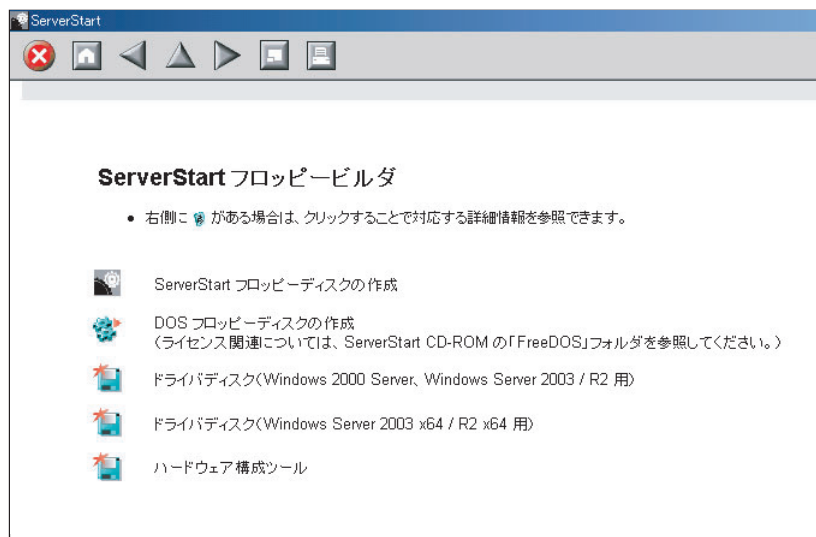 ServerStart
ServerStart フロッピービルダ
• 右側に がある場合は、クリックすることで対応する詳細情報を参照できます。
ServerStart フロッピーディスクの作成
DOS フロッピーディスクの作成
(ライセンス関連については、ServerStart CD-ROM の「FreeDOS」フォルダを参照してください。)
ドライバディスク(Windows 2000 Server、Windows Server 2003 / R2 用)
ドライバディスク(Windows Server 2003 x64 / R2 x64 用)
ハードウェア構成ツール